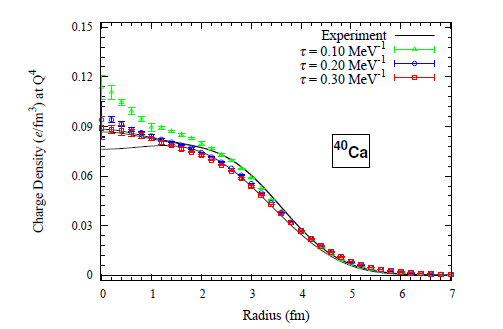 0.15
0.12
0.09
0.06
0.03
0
Charge Density (e/fm³) at Q⁴
Experiment
τ = 0.10 MeV⁻¹
τ = 0.20 MeV⁻¹
τ = 0.30 MeV⁻¹
⁴⁰Ca
0 1 2 3 4 5 6 7
Radius (fm)